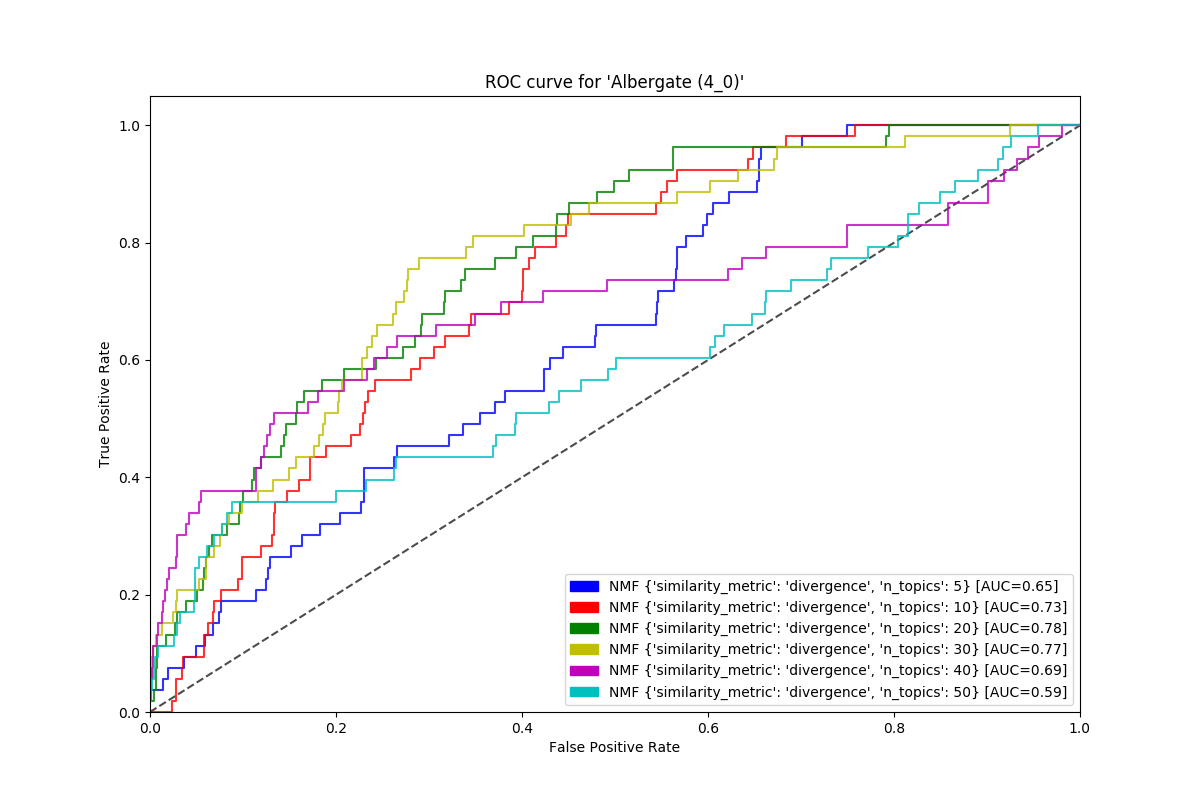 ROC curve for 'Albergate (4_0)'
True Positive Rate
1.0
0.8
0.6
0.4
0.2
0.0
NMF {'similarity_metric': 'divergence', 'n_topics': 5} [AUC=0.65]
NMF {'similarity_metric': 'divergence', 'n_topics': 10} [AUC=0.73]
NMF {'similarity_metric': 'divergence', 'n_topics': 20} [AUC=0.78]
NMF {'similarity_metric': 'divergence', 'n_topics': 30} [AUC=0.77]
NMF {'similarity_metric': 'divergence', 'n_topics': 40} [AUC=0.69]
NMF {'similarity_metric': 'divergence', 'n_topics': 50} [AUC=0.59]
0.0 0.2 0.4 0.6 0.8 1.0
False Positive Rate